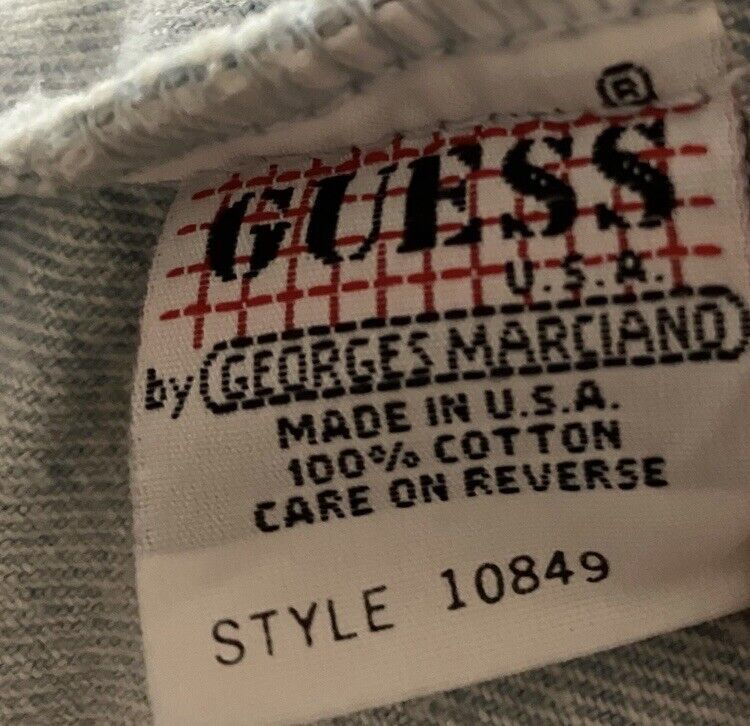 GUESS ®
U.S.A.
by GEORGES MARCIANO
MADE IN U.S.A.
100% COTTON
CARE ON REVERSE
STYLE 10849